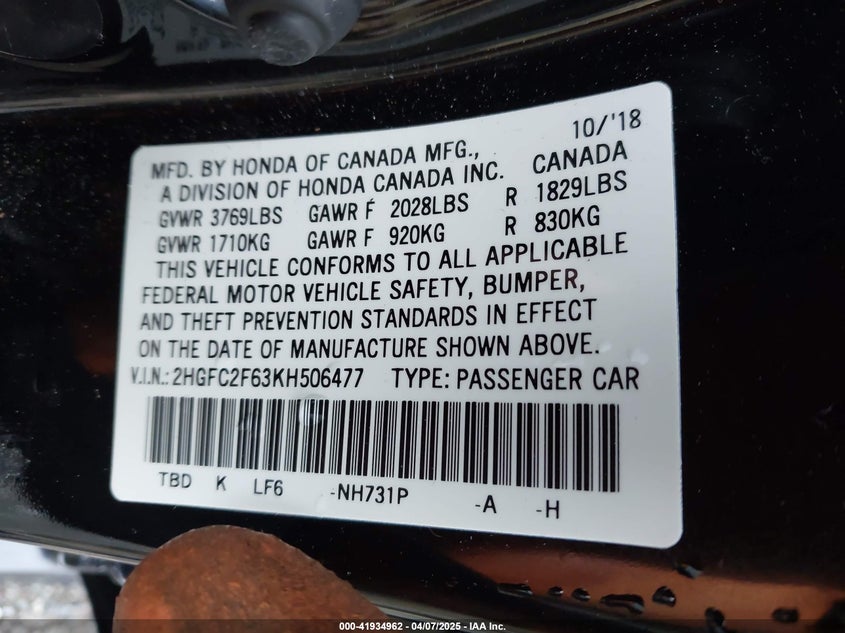 10/'18
MFD. BY HONDA OF CANADA MFG., CANADA
A DIVISION OF HONDA CANADA INC.
GVWR 3769LBS GAWR F 2028LBS R 1829LBS
GVWR 1710KG GAWR F 920KG R 830KG
THIS VEHICLE CONFORMS TO ALL APPLICABLE
FEDERAL MOTOR VEHICLE SAFETY, BUMPER,
AND THEFT PREVENTION STANDARDS IN EFFECT
ON THE DATE OF MANUFACTURE SHOWN ABOVE.
V.I.N.: 2HGFC2F63KH506477 TYPE: PASSENGER CAR
TBD K LF6 -NH731P -A -H
000-41934962 - 04/07/2025 - IAA Inc.